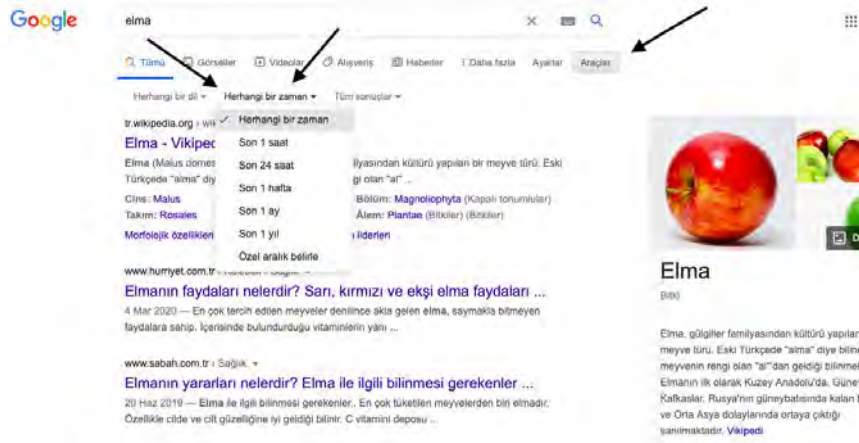 Google
elma
Tümü Görseller Videolar Alışveriş Haberler Daha fazla Ayarlar Araçlar
Herhangi bir dil Herhangi bir zaman Tüm sonuçlar
Herhangi bir zaman
Son 1 saat
Son 24 saat
Son 1 hafta
Son 1 ay
Son 1 yıl
Özel aralık belirle
tr.wikipedia.org › wik
Elma - Vikiped
Elma (Malus domes lyasından kültürü yapılan bir meyve türü. Eski
Türkçede "alma" diy gi olan "al" ...
Cins: Malus Bölüm: Magnoliophyta (Kapalı tohumlular)
Takım: Rosales Âlem: Plantae (Bitkiler) (Bitkiler)
Morfolojik özellikleri liderleri
www.hurriyet.com.tr
Elmanın faydaları nelerdir? Sarı, kırmızı ve ekşi elma faydaları ...
4 Mar 2020 — En çok tercih edilen meyveler denilince akla gelen elma, saymakla bitmeyen
faydalara sahip. İçerisinde bulundurduğu vitaminlerin yanı ...
www.sabah.com.tr › Sağlık
Elmanın yararları nelerdir? Elma ile ilgili bilinmesi gerekenler ...
20 Haz 2019 — Elma ile ilgili bilinmesi gerekenler.. En çok tüketilen meyvelerden biri elmadır.
Özellikle cilde ve cilt güzelliğine iyi geldiği bilinir. C vitamini deposu ...
Elma
Bitki
Elma, gülgiller familyasından kültürü yapılan
meyve türü. Eski Türkçede "alma" diye biline
meyvenin rengi olan "al"dan geldiği bilinme
Elmanın ilk olarak Kuzey Anadolu'da, Güne
Kafkaslar, Rusya'nın güneybatısında kalan b
ve Orta Asya dolaylarında ortaya çıktığı
sanılmaktadır. Vikipedi